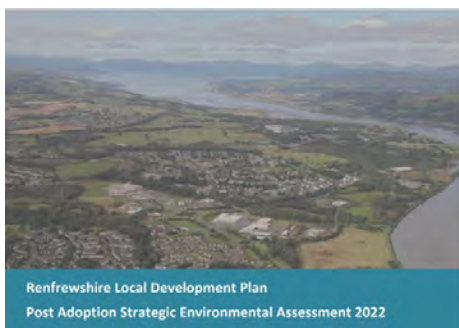 Renfrewshire Local Development Plan
Post Adoption Strategic Environmental Assessment 2022